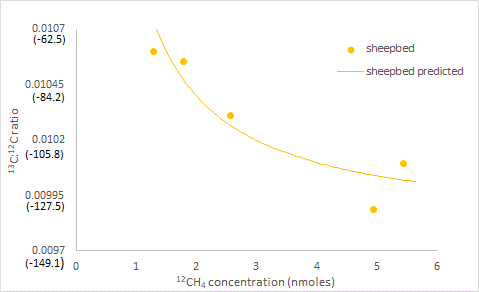 0.0107
(-62.5)
sheepbed
sheepbed predicted
0.01045
(-84.2)
¹³C:¹²C ratio
0.0102
(-105.8)
0.00995
(-127.5)
0.0097
(-149.1)
0 1 2 3 4 5 6
¹²CH₄ concentration (nmoles)